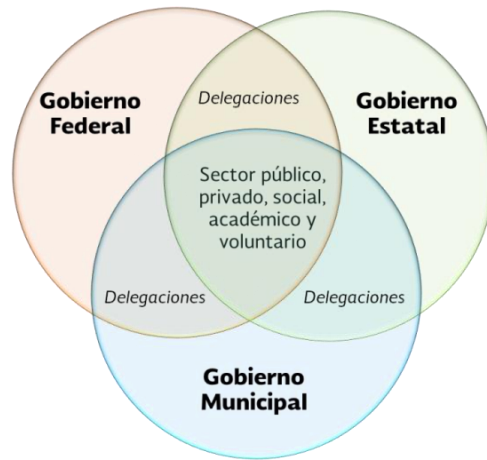 Delegaciones
Gobierno
Federal
Gobierno
Estatal
Sector público,
privado, social,
académico y
voluntario
Delegaciones
Delegaciones
Gobierno
Municipal